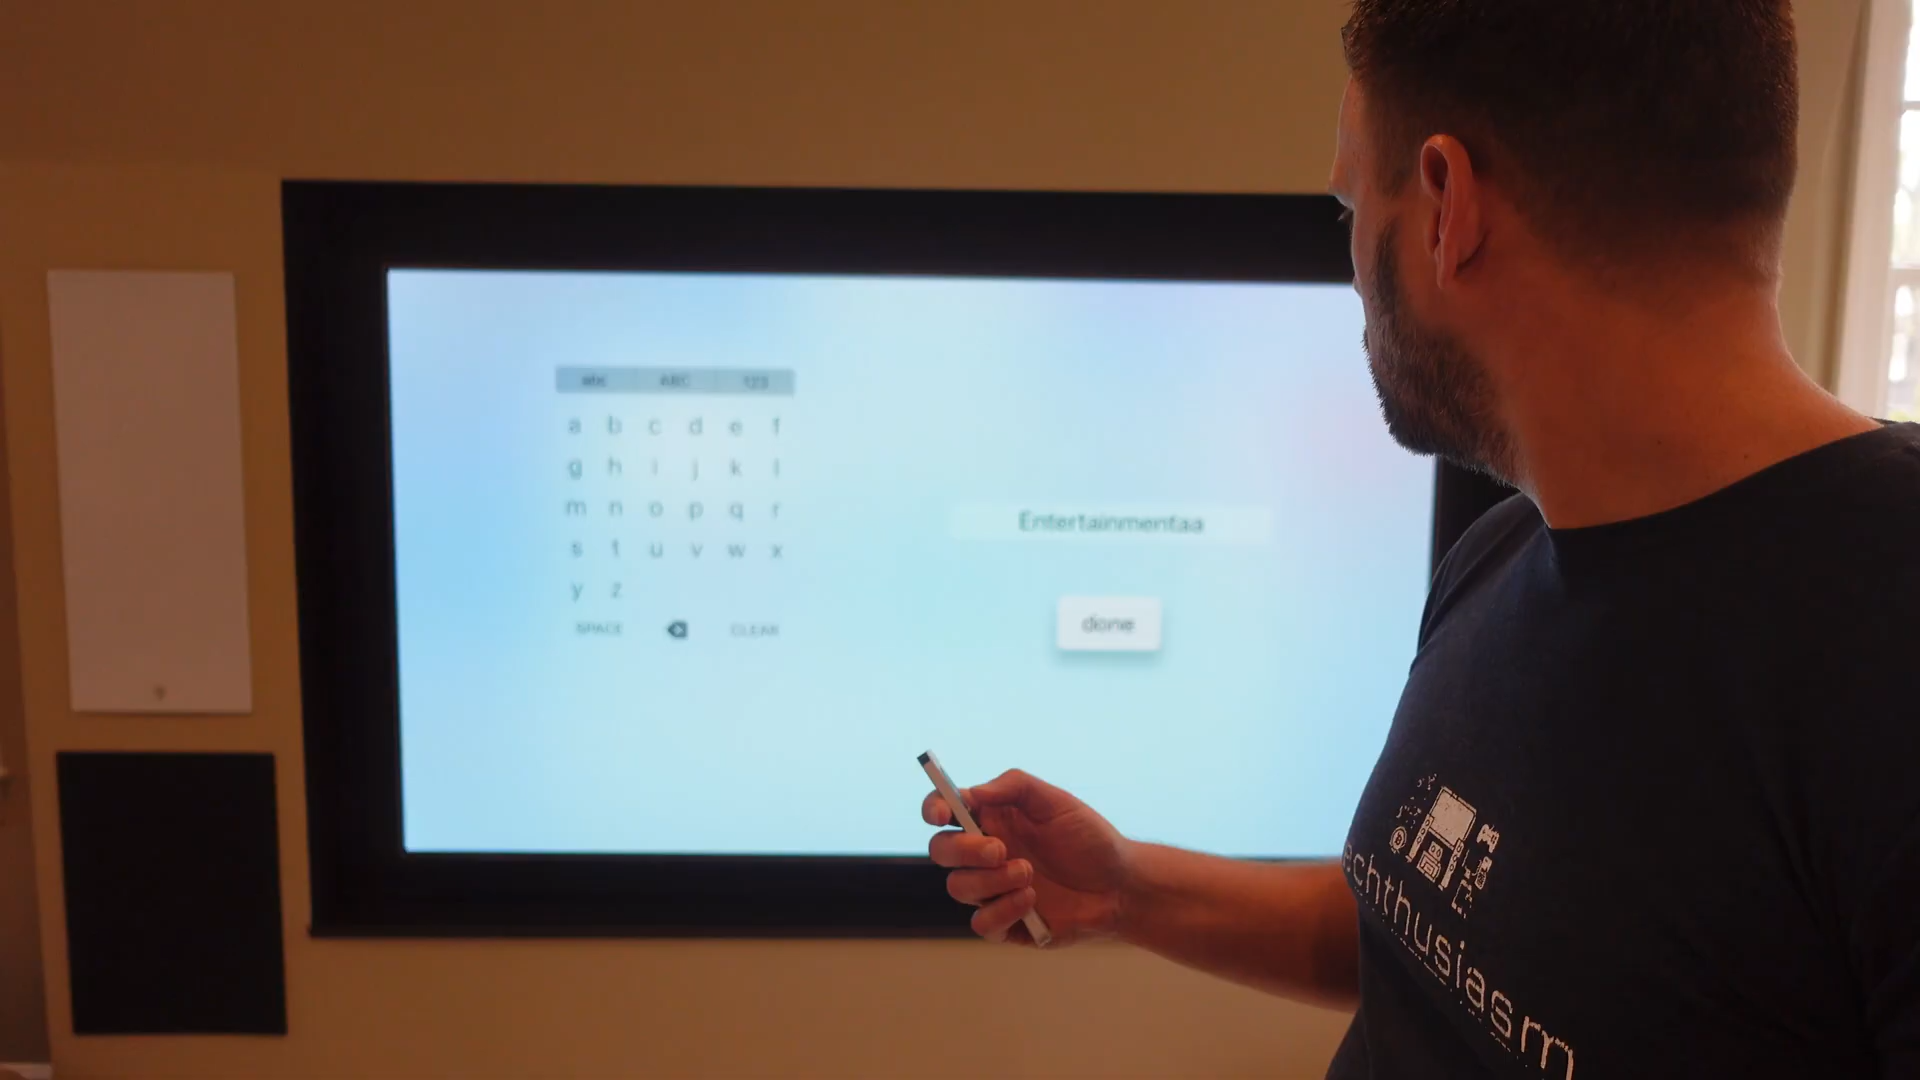 abc ABC 123
a b c d e f
g h i j k l
m n o p q r
s t u v w x
y z
SPACE CLEAR
Entertainmentaa
done
echthusiasm